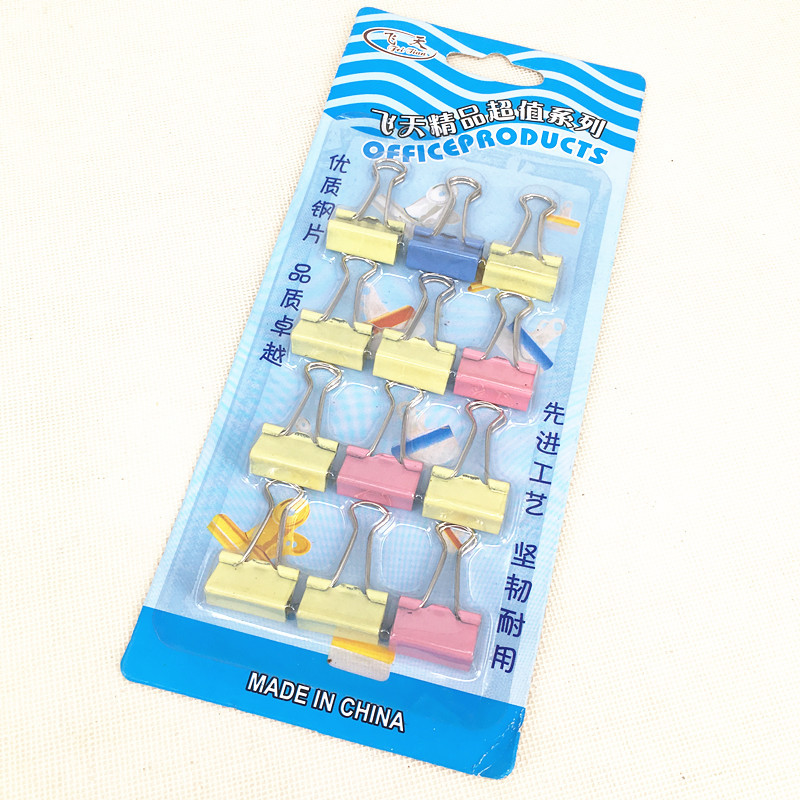 飞天
Fei Tian
飞天精品超值系列
OFFICEPRODUCTS
优质钢片
品质卓越
先进工艺
坚韧耐用
MADE IN CHINA